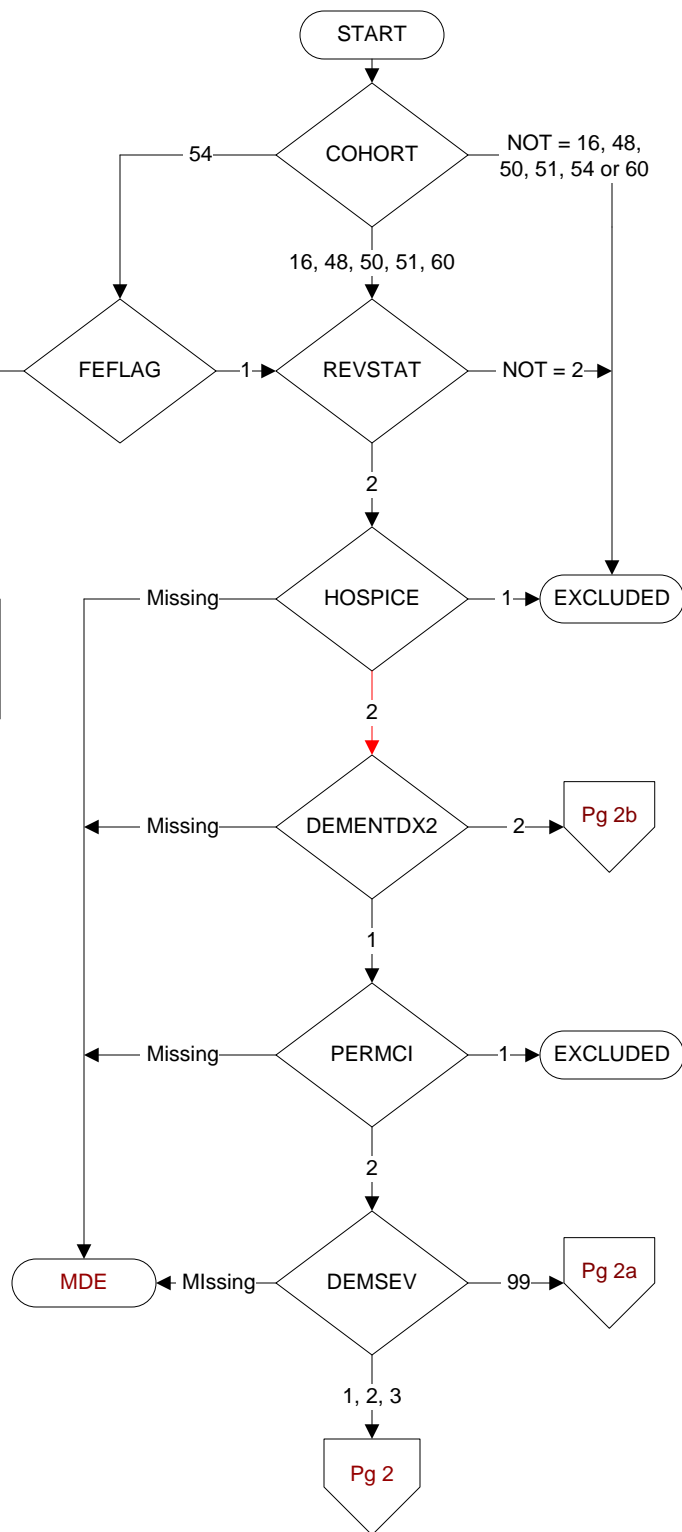 START
COHORT
54
NOT = 16, 48,
50, 51, 54 or 60
16, 48, 50, 51, 60
FEFLAG
1
REVSTAT
NOT = 2
2
Missing
HOSPICE
1
EXCLUDED
2
Missing
DEMENTDX2
2
Pg 2b
1
Missing
PERMCI
1
EXCLUDED
2
MDE
MIssing
DEMSEV
99
Pg 2a
1, 2, 3
Pg 2